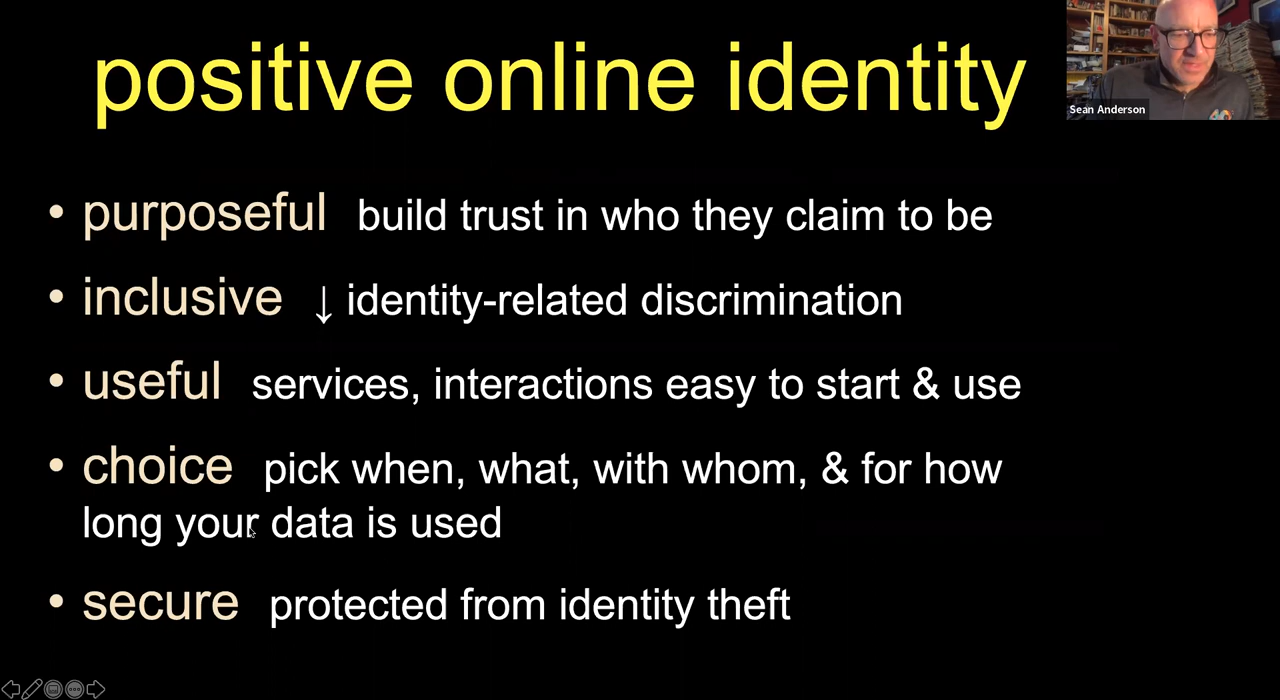 positive online identity
Sean Anderson
• purposeful build trust in who they claim to be
• inclusive ↓ identity-related discrimination
• useful services, interactions easy to start & use
• choice pick when, what, with whom, & for how
long your data is used
• secure protected from identity theft